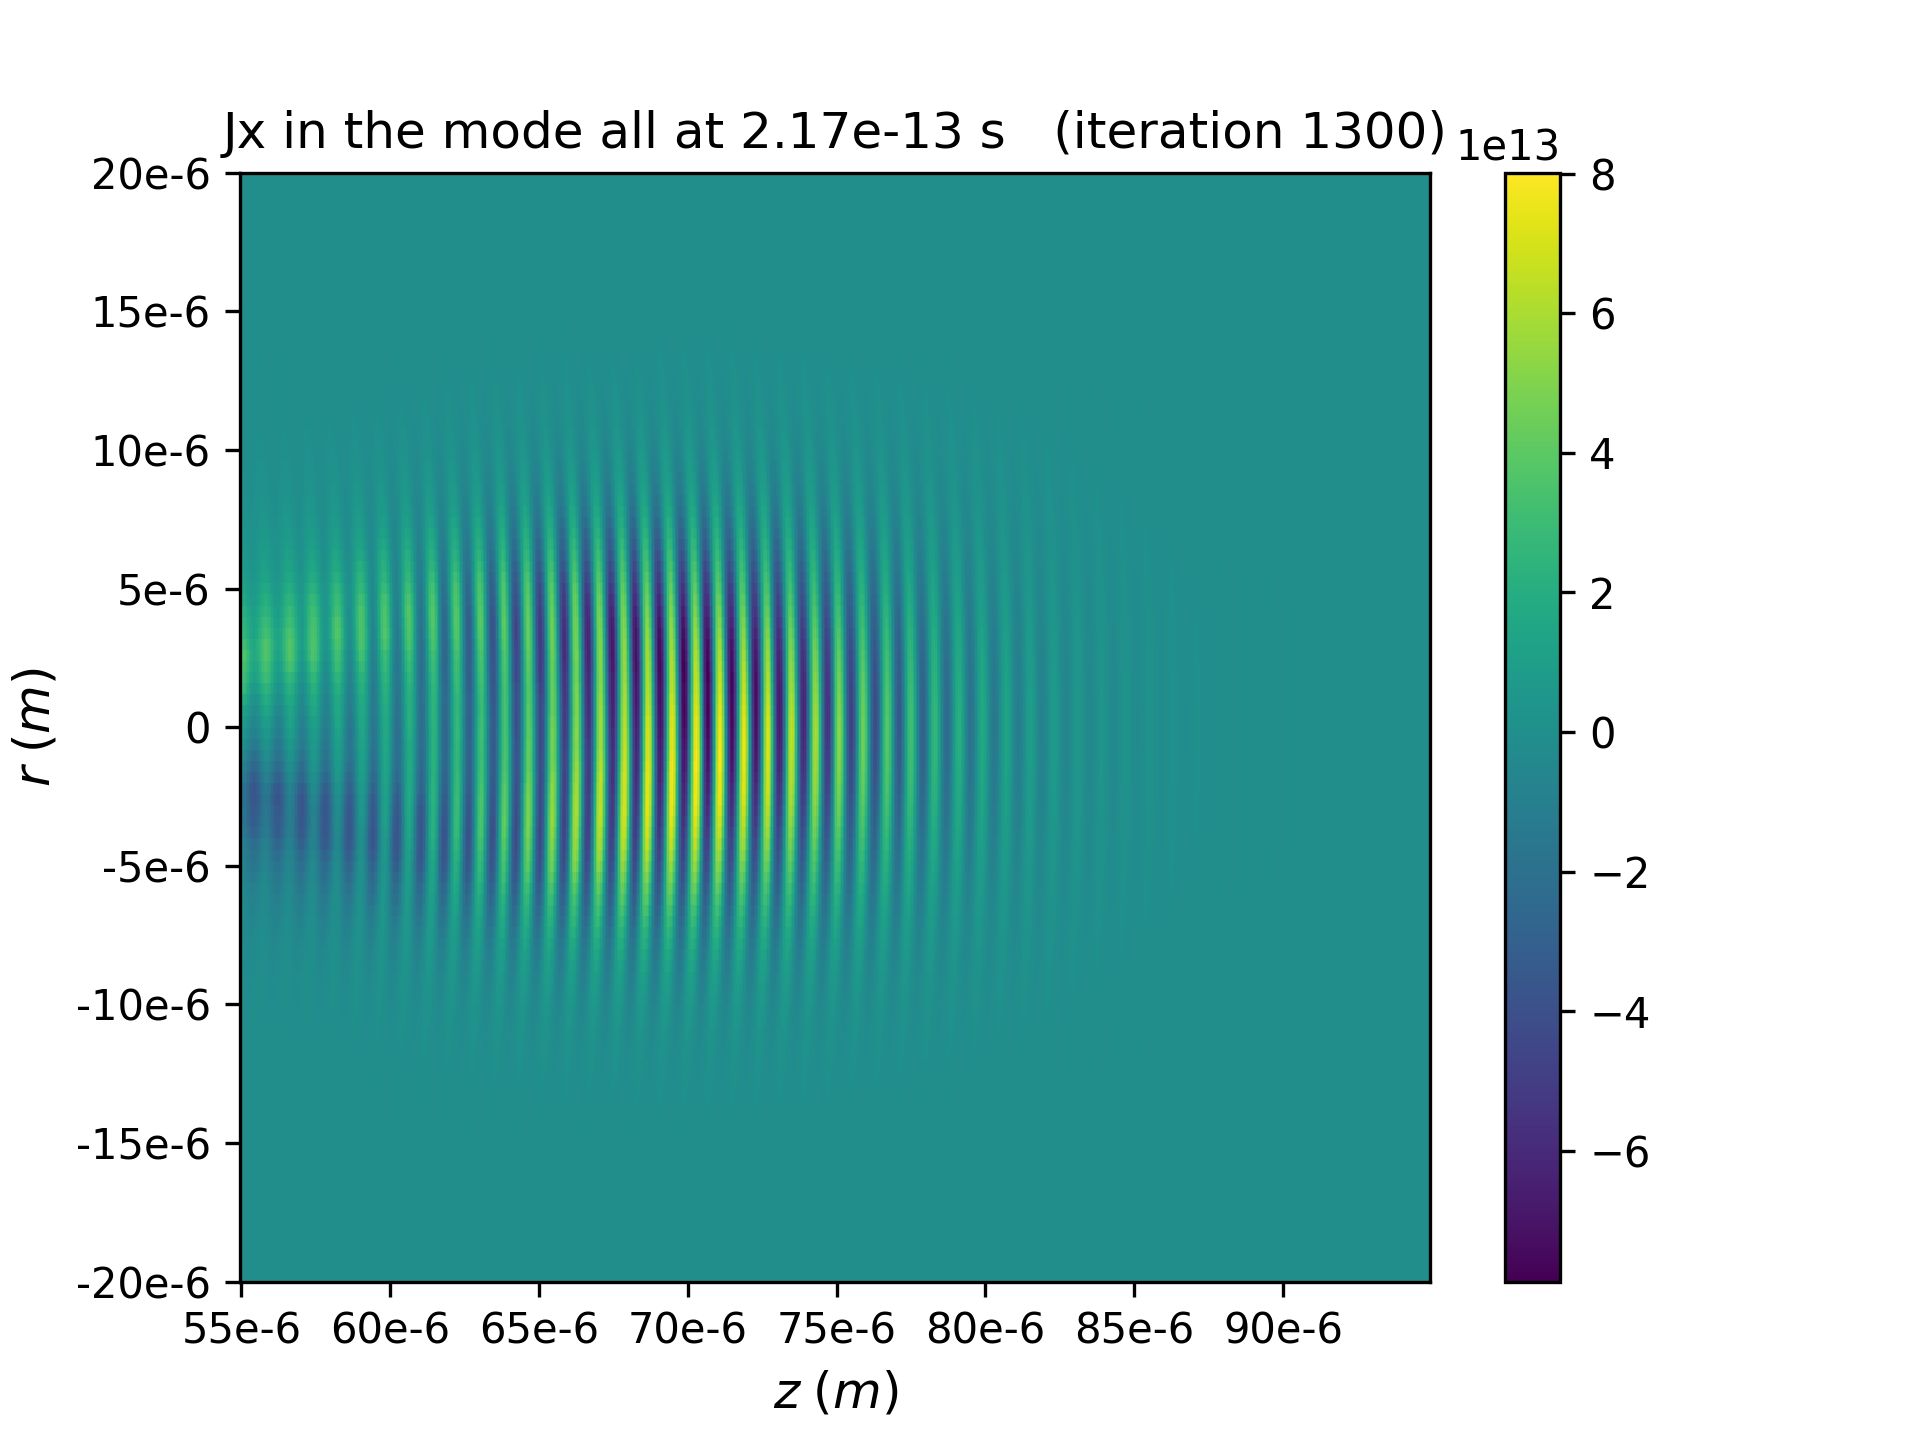 Jx in the mode all at 2.17e-13 s   (iteration 1300)
1e13
20e-6
15e-6
10e-6
5e-6
0
-5e-6
-10e-6
-15e-6
-20e-6
r (m)
55e-6 60e-6 65e-6 70e-6 75e-6 80e-6 85e-6 90e-6
z (m)
8
6
4
2
0
−2
−4
−6